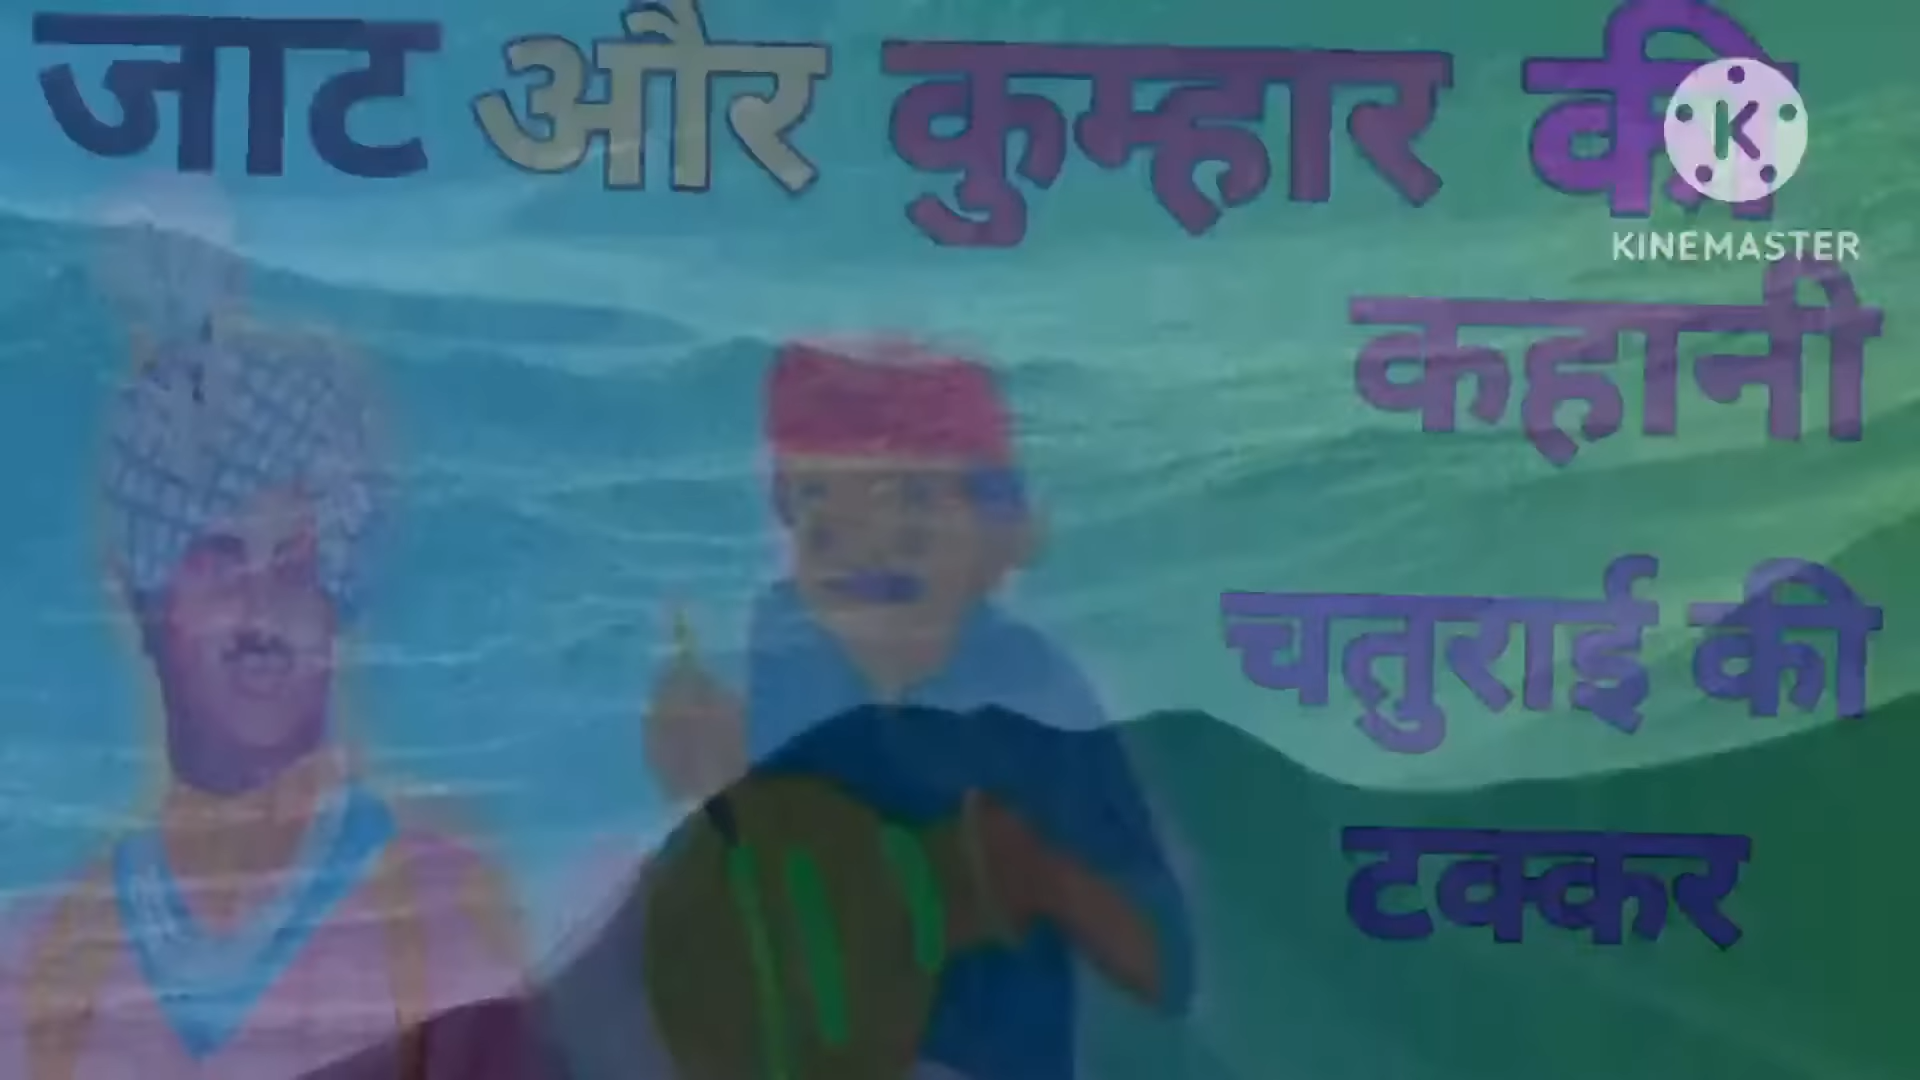 जाट और कुम्हार की
K
KINEMASTER
कहानी
चतुराई की
टक्कर